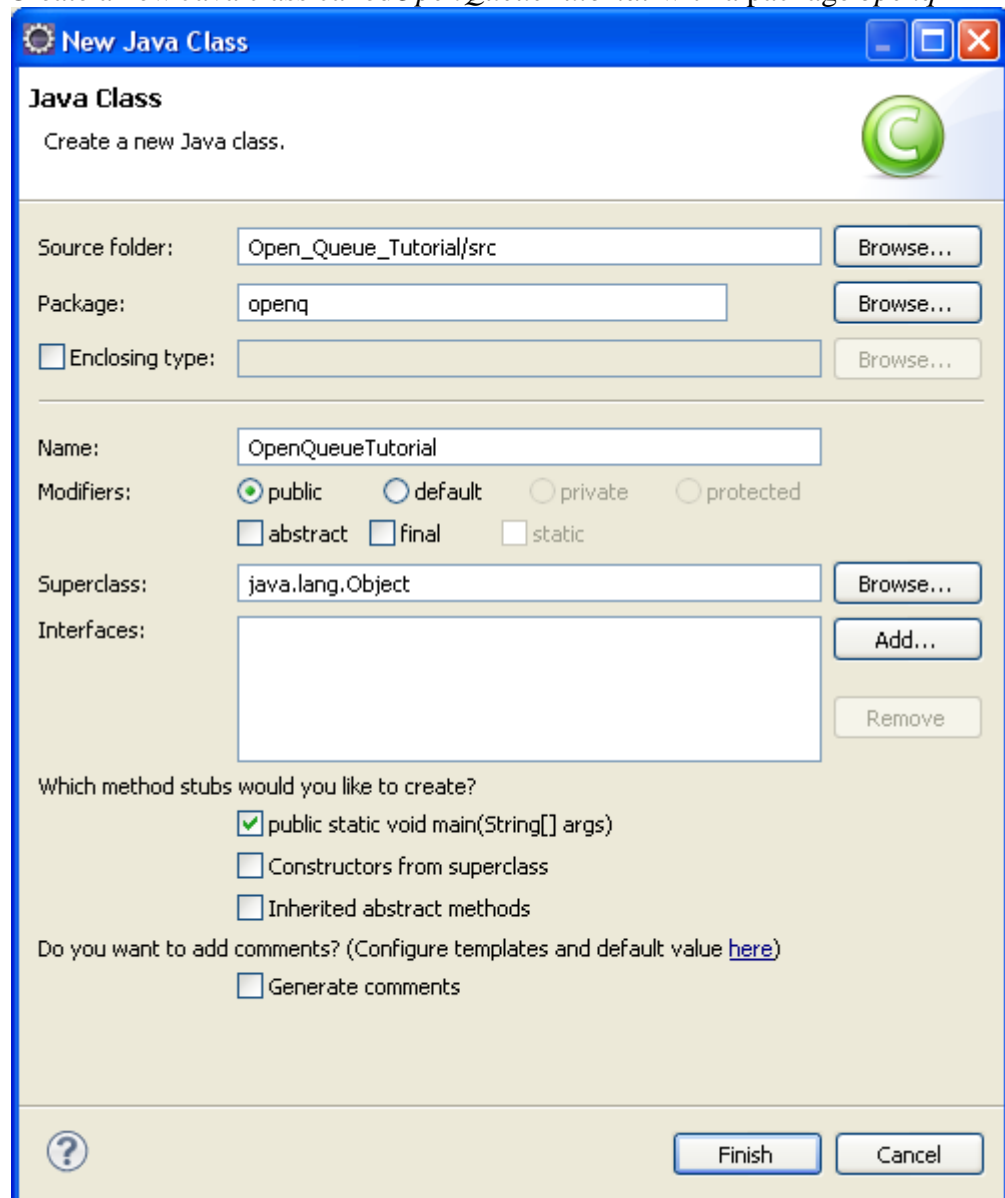 New Java Class
Java Class
Create a new Java class.
Source folder: Open_Queue_Tutorial/src Browse...
Package: openq Browse...
Enclosing type: Browse...
Name: OpenQueueTutorial
Modifiers: public default private protected
abstract final static
Superclass: java.lang.Object Browse...
Interfaces: Add...
Remove
Which method stubs would you like to create?
public static void main(String[] args)
Constructors from superclass
Inherited abstract methods
Do you want to add comments? (Configure templates and default value here)
Generate comments
Finish Cancel